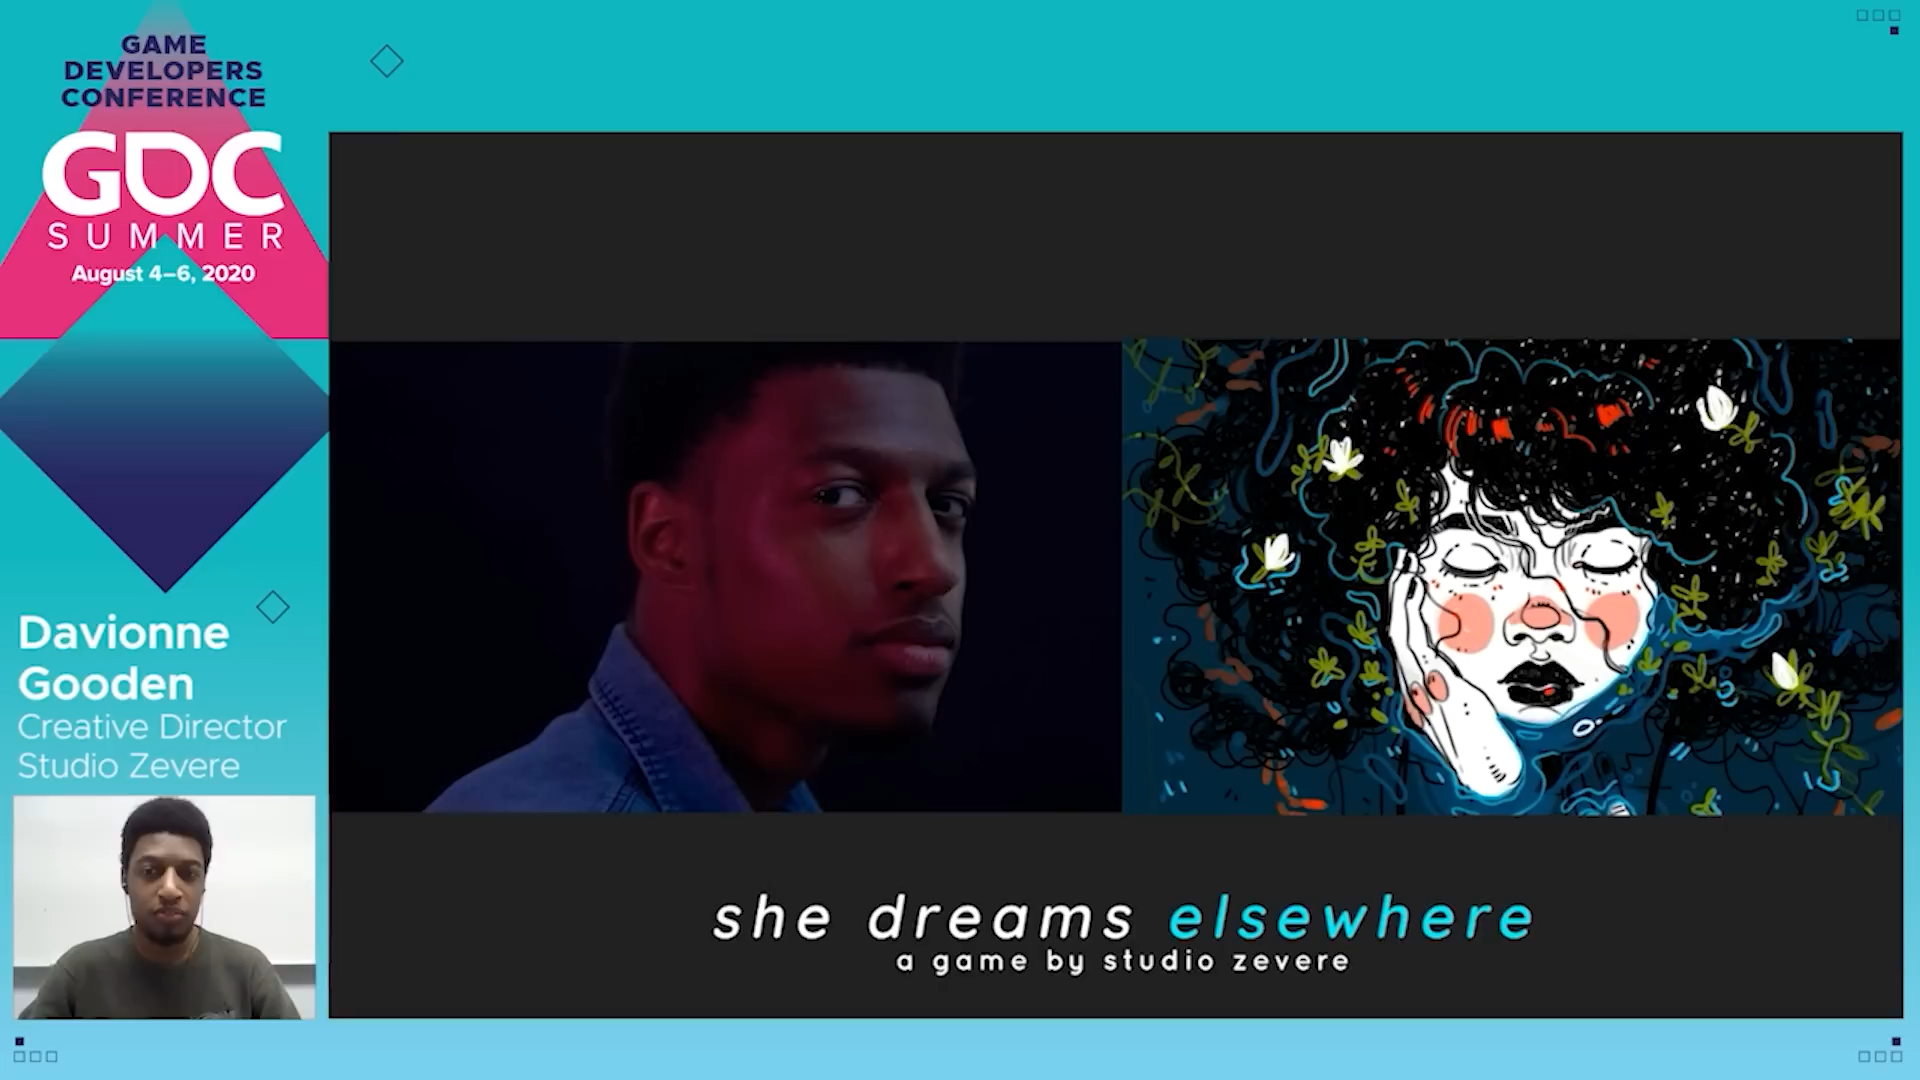 GAME
DEVELOPERS
CONFERENCE
GDC
SUMMER
August 4–6, 2020
Davionne
Gooden
Creative Director
Studio Zevere
she dreams elsewhere
a game by studio zevere